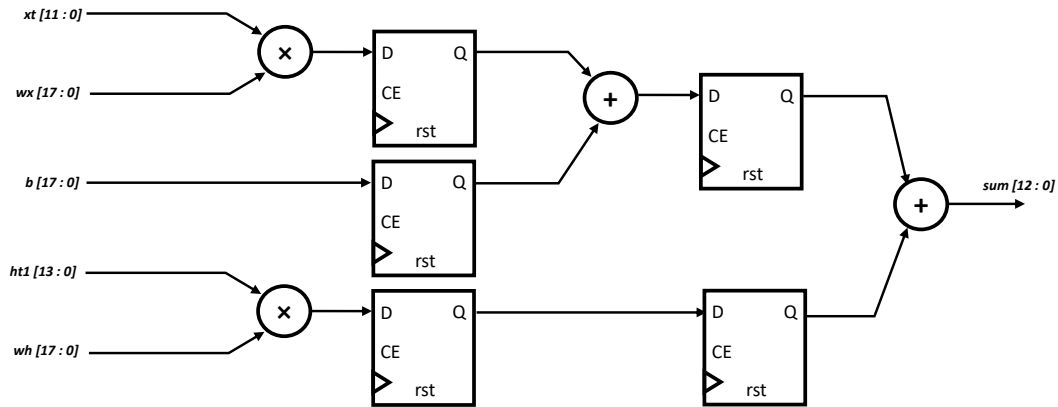 xt [11 : 0]
wx [17 : 0]
×
D Q
CE
rst
+
D Q
CE
rst
b [17 : 0]
D Q
CE
rst
+
sum [12 : 0]
ht1 [13 : 0]
wh [17 : 0]
×
D Q
CE
rst
D Q
CE
rst